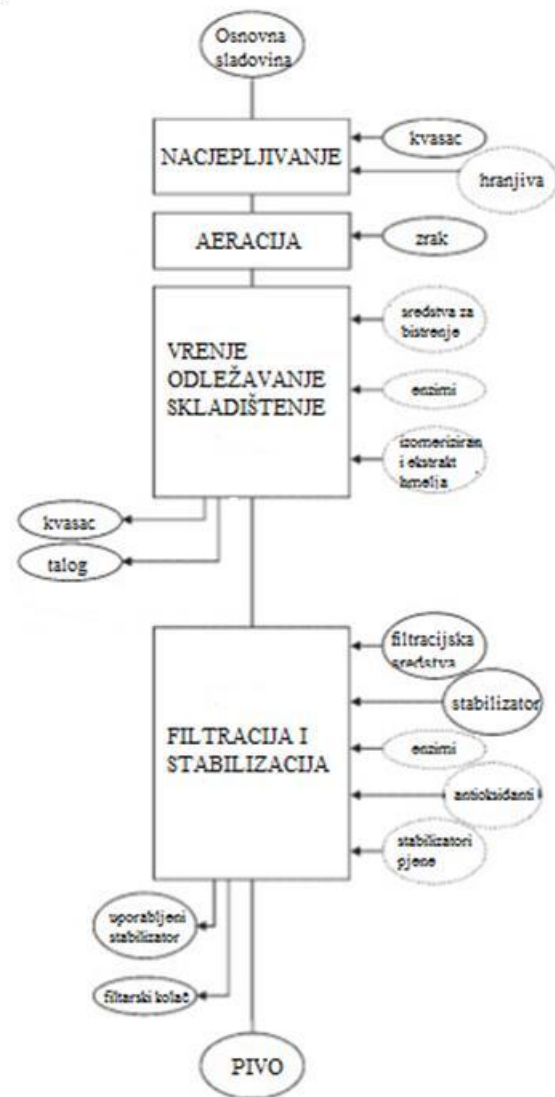 Osnovna
sladovina
NACJEPLJIVANJE
kvasac
hranjiva
AERACIJA
zrak
VRENJE
ODLEŽAVANJE
SKLADIŠTENJE
sredstva za
bistrenje
enzimi
izomeriziran
i ekstrakt
hmelja
kvasac
talog
FILTRACIJA I
STABILIZACIJA
filtracijska
sredstva
stabilizator
enzimi
antioksidanti
stabilizatori
pjene
uporabljeni
stabilizator
filtarski kolač
PIVO